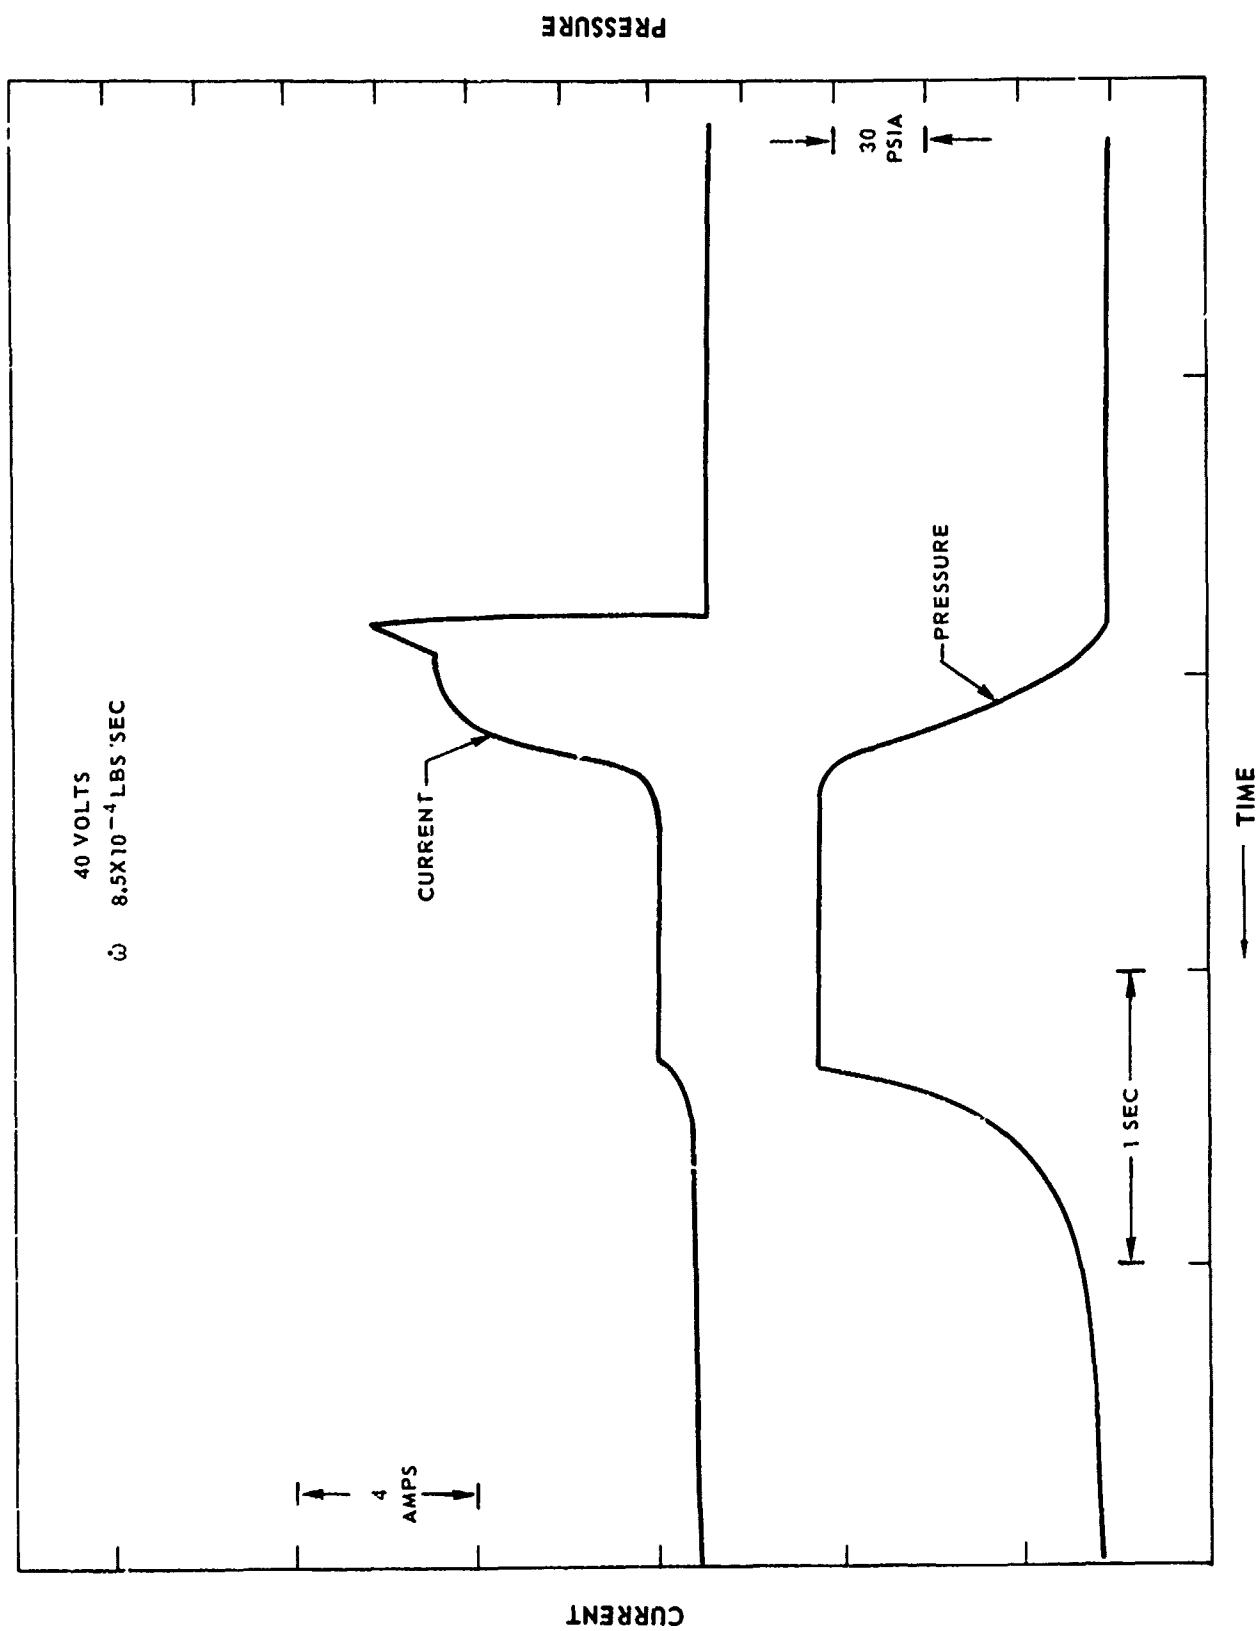 PRESSURE
40 VOLTS
ω̇ 8.5X10⁻⁴ LBS 'SEC
30
PSIA
PRESSURE
CURRENT
4
AMPS
1 SEC
TIME
CURRENT